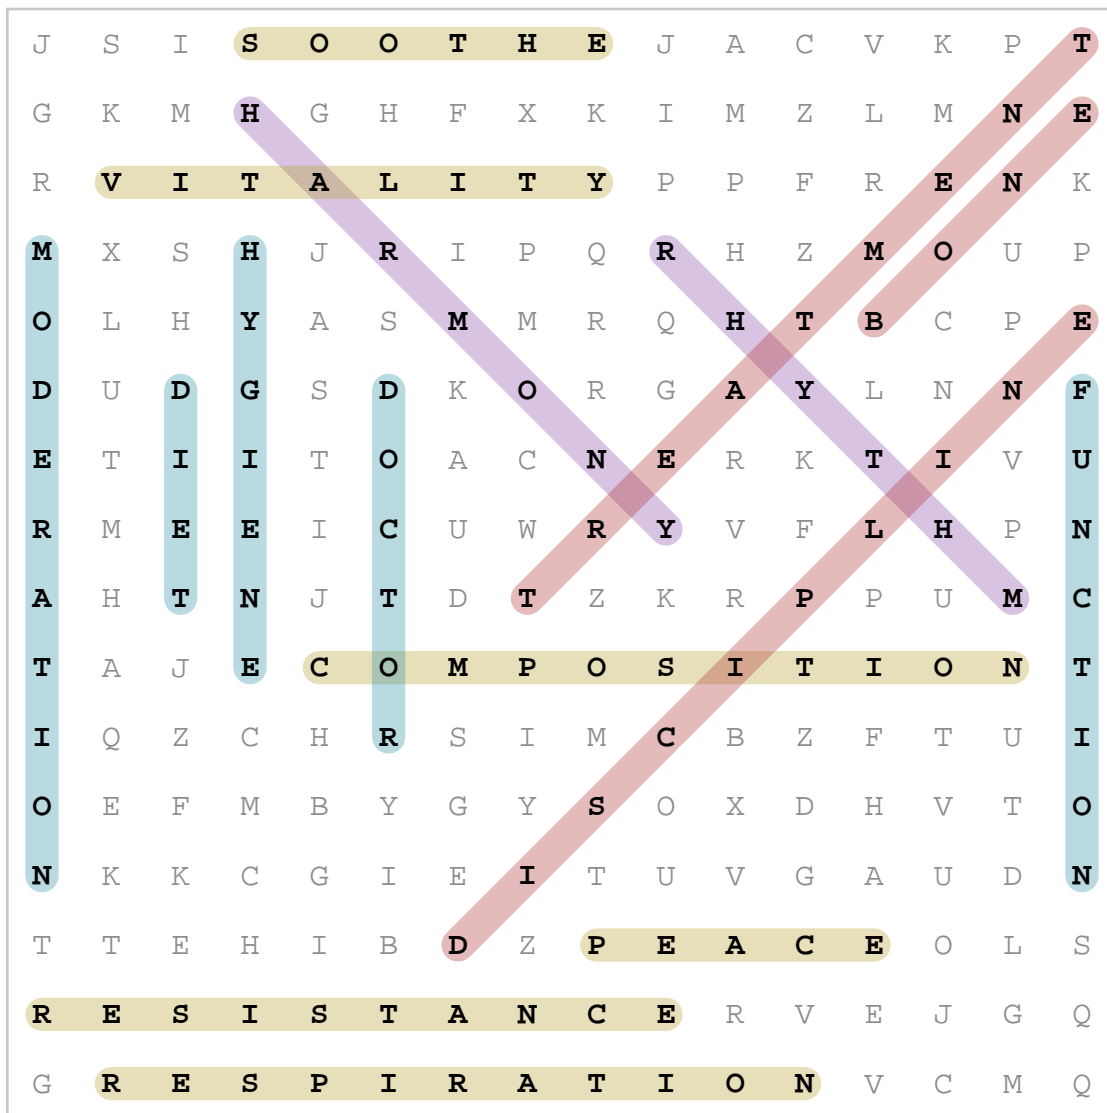 J S I S O O T H E J A C V K P T
G K M H G H F X K I M Z L M N E
R V I T A L I T Y P P F R E N K
M X S H J R I P Q R H Z M O U P
O L H Y A S M M R Q H T B C P E
D U D G S D K O R G A Y L N N F
E T I I T O A C N E R K T I V U
R M E E I C U W R Y V F L H P N
A H T N J T D T Z K R P P U M C
T A J E C O M P O S I T I O N T
I Q Z C H R S I M C B Z F T U I
O E F M B Y G Y S O X D H V T O
N K K C G I E I T U V G A U D N
T T E H I B D Z P E A C E O L S
R E S I S T A N C E R V E J G Q
G R E S P I R A T I O N V C M Q